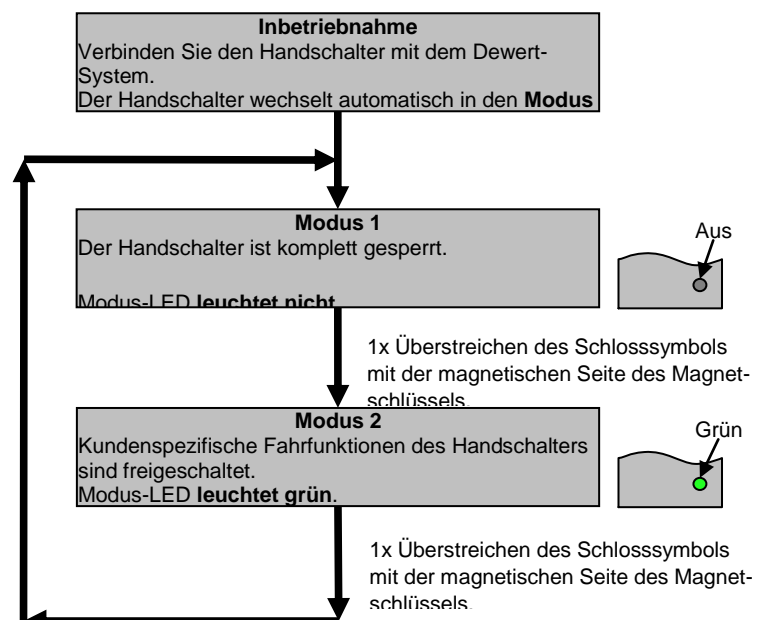 Inbetriebnahme
Verbinden Sie den Handschalter mit dem Dewert-
System.
Der Handschalter wechselt automatisch in den Modus
Modus 1
Der Handschalter ist komplett gesperrt.
Aus
Modus-LED leuchtet nicht
1x Überstreichen des Schlosssymbols
mit der magnetischen Seite des Magnet-
schlüssels.
Modus 2
Kundenspezifische Fahrfunktionen des Handschalters
sind freigeschaltet.
Modus-LED leuchtet grün.
Grün
1x Überstreichen des Schlosssymbols
mit der magnetischen Seite des Magnet-
schlüssels.